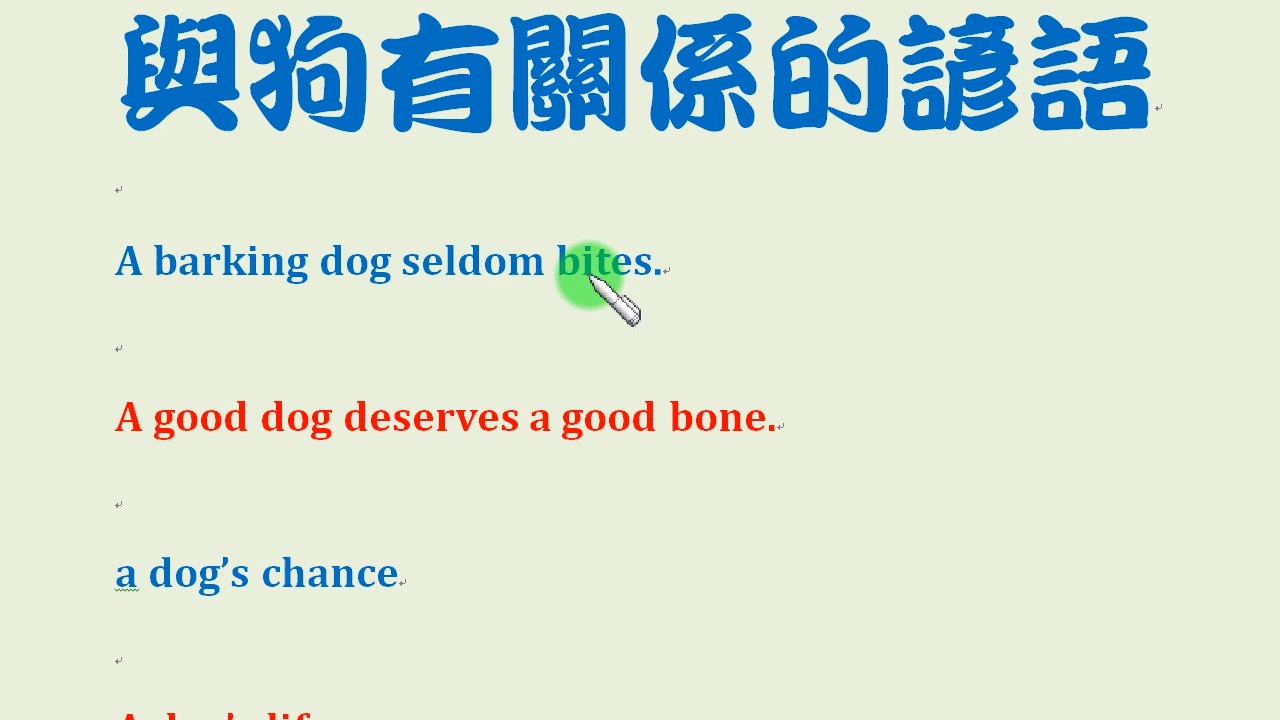 與狗有關係的諺語
A barking dog seldom bites.
A good dog deserves a good bone.
a dog’s chance